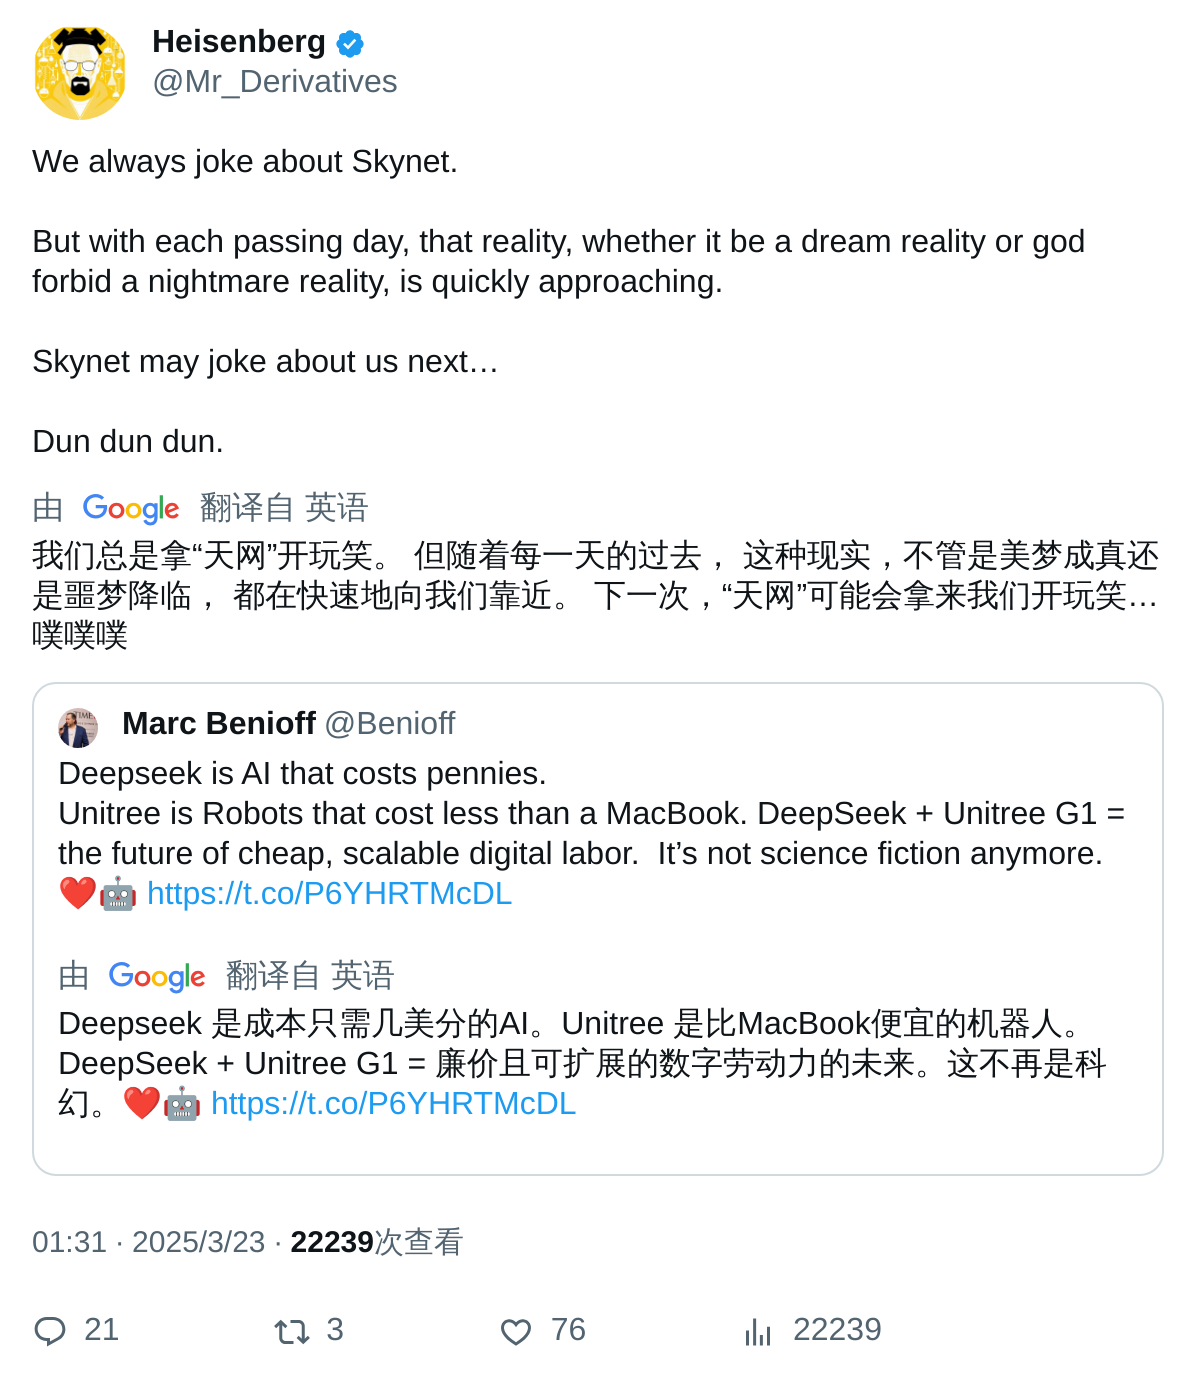 Heisenberg
@Mr_Derivatives
We always joke about Skynet.
But with each passing day, that reality, whether it be a dream reality or god
forbid a nightmare reality, is quickly approaching.
Skynet may joke about us next…
Dun dun dun.
由 Google 翻译自 英语
我们总是拿“天网”开玩笑。 但随着每一天的过去， 这种现实，不管是美梦成真还
是噩梦降临， 都在快速地向我们靠近。 下一次，“天网”可能会拿来我们开玩笑…
噗噗噗
Marc Benioff @Benioff
Deepseek is AI that costs pennies.
Unitree is Robots that cost less than a MacBook. DeepSeek + Unitree G1 =
the future of cheap, scalable digital labor.  It’s not science fiction anymore.
❤️🤖 https://t.co/P6YHRTMcDL
由 Google 翻译自 英语
Deepseek 是成本只需几美分的AI。Unitree 是比MacBook便宜的机器人。
DeepSeek + Unitree G1 = 廉价且可扩展的数字劳动力的未来。这不再是科
幻。❤️🤖 https://t.co/P6YHRTMcDL
01:31 · 2025/3/23 · 22239次查看
21 3 76 22239